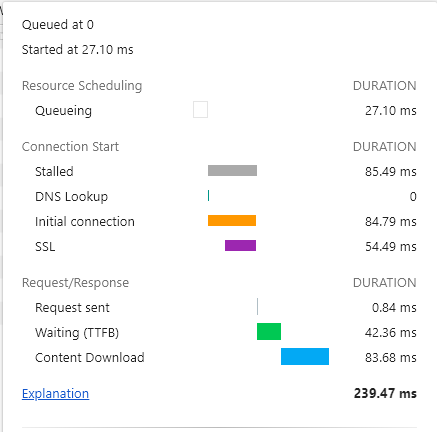 Queued at 0
Started at 27.10 ms
Resource Scheduling DURATION
Queueing 27.10 ms
Connection Start DURATION
Stalled 85.49 ms
DNS Lookup 0
Initial connection 84.79 ms
SSL 54.49 ms
Request/Response DURATION
Request sent 0.84 ms
Waiting (TTFB) 42.36 ms
Content Download 83.68 ms
Explanation 239.47 ms